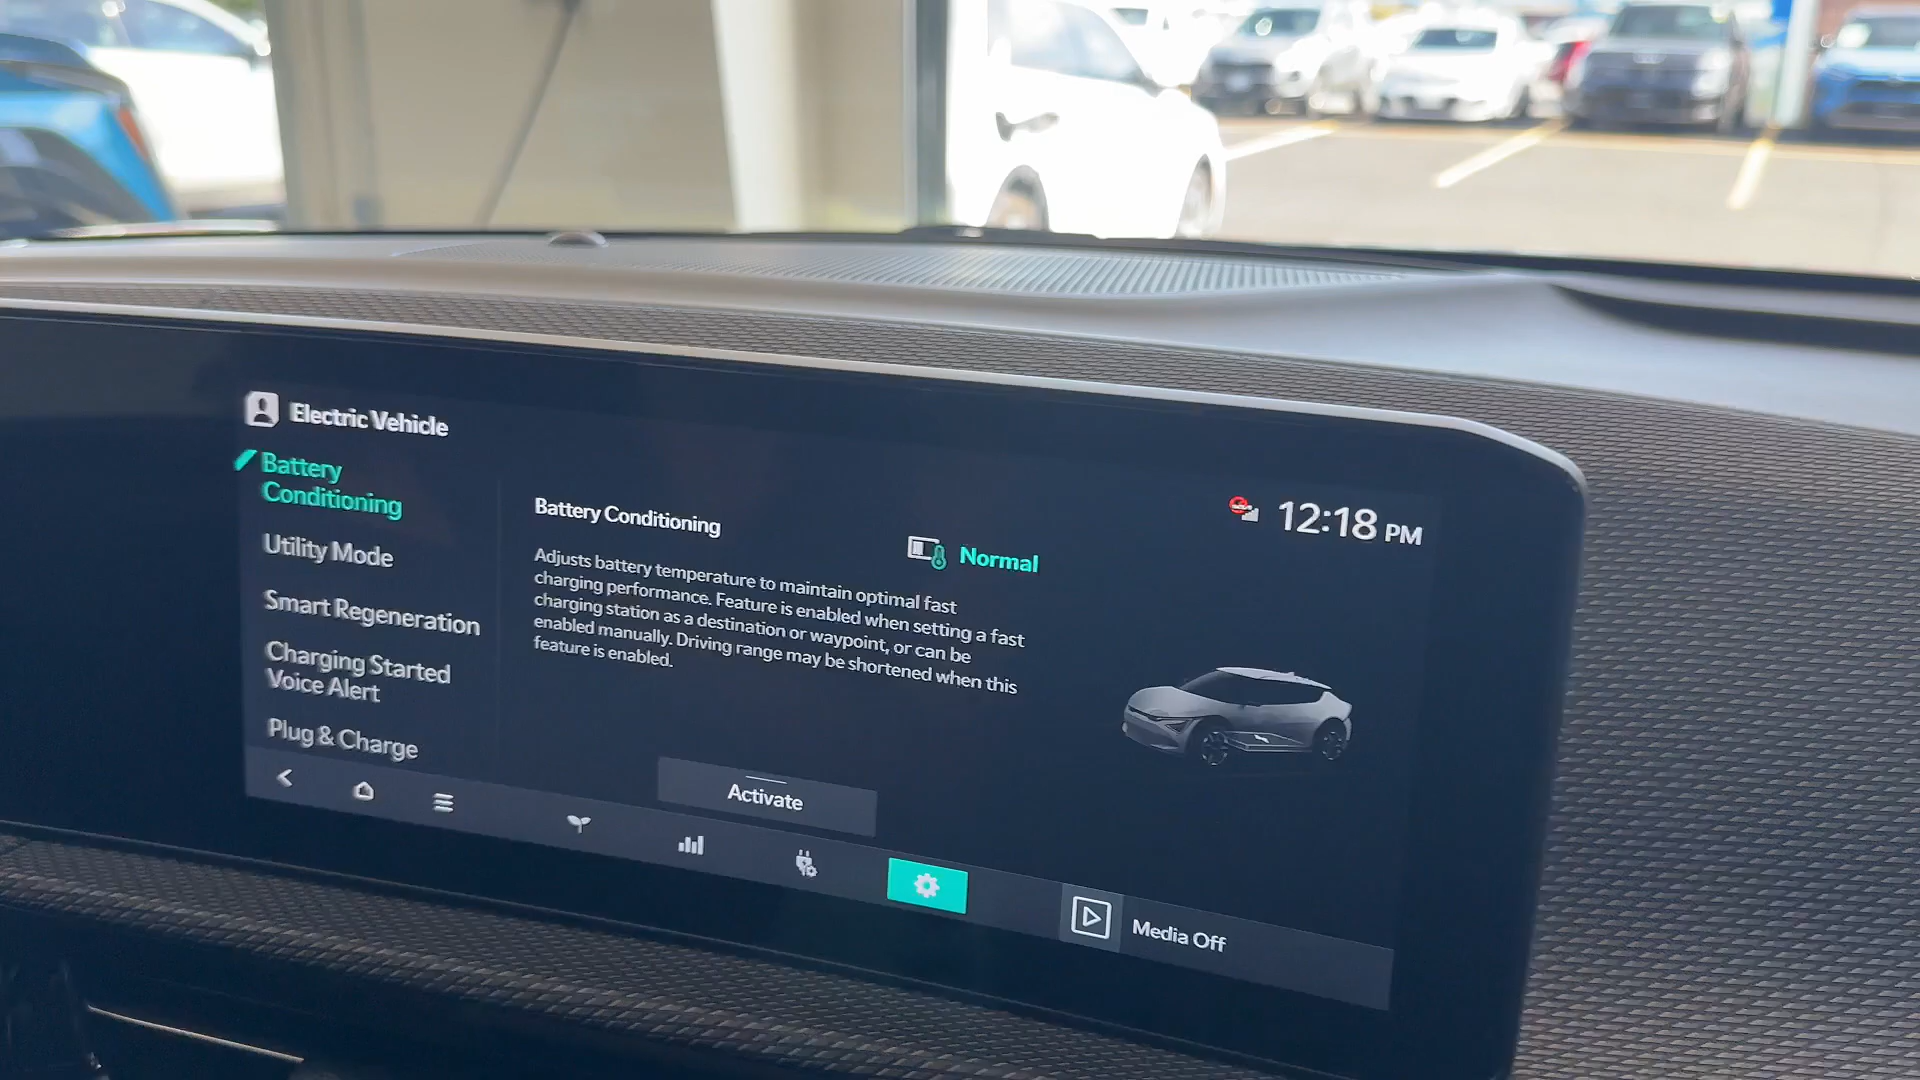 Electric Vehicle
Battery
Conditioning
Utility Mode
Smart Regeneration
Charging Started
Voice Alert
Plug & Charge
Battery Conditioning
Normal
Adjusts battery temperature to maintain optimal fast
charging performance. Feature is enabled when setting a fast
charging station as a destination or waypoint, or can be
enabled manually. Driving range may be shortened when this
feature is enabled.
Activate
12:18 PM
Media Off